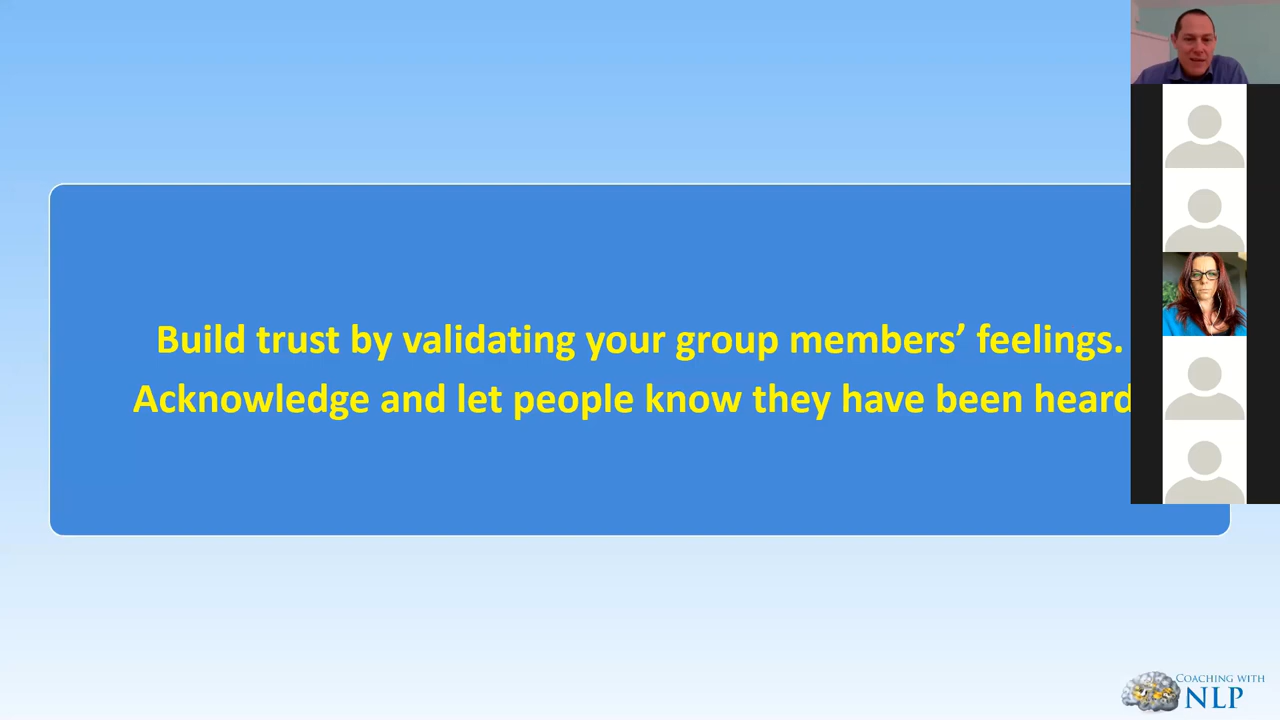 Build trust by validating your group members’ feelings.
Acknowledge and let people know they have been heard
COACHING WITH
NLP